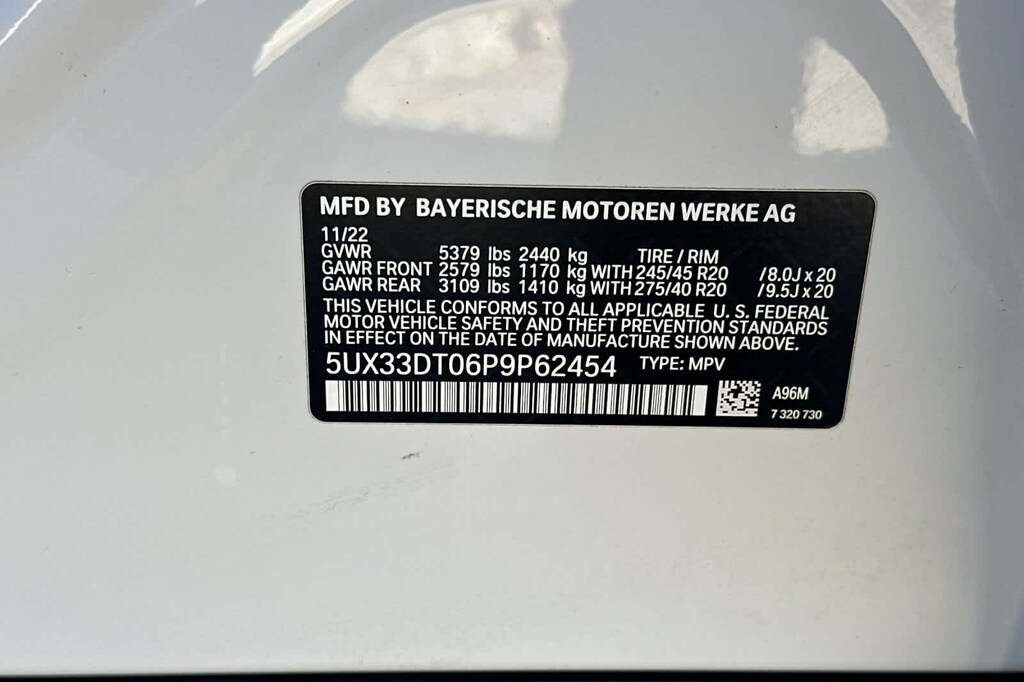 MFD BY BAYERISCHE MOTOREN WERKE AG
11/22
GVWR 5379 lbs 2440 kg TIRE / RIM
GAWR FRONT 2579 lbs 1170 kg WITH 245/45 R20 /8.0J x 20
GAWR REAR 3109 lbs 1410 kg WITH 275/40 R20 /9.5J x 20
THIS VEHICLE CONFORMS TO ALL APPLICABLE U. S. FEDERAL
MOTOR VEHICLE SAFETY AND THEFT PREVENTION STANDARDS
IN EFFECT ON THE DATE OF MANUFACTURE SHOWN ABOVE.
5UX33DT06P9P62454 TYPE: MPV
A96M
7 320 730